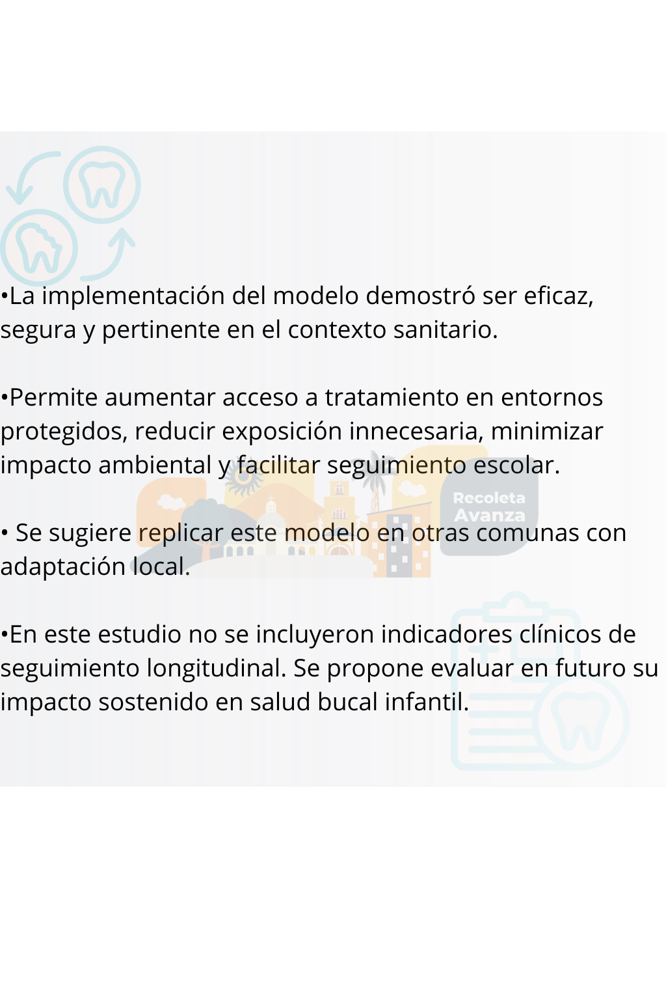 •La implementación del modelo demostró ser eficaz,
segura y pertinente en el contexto sanitario.
•Permite aumentar acceso a tratamiento en entornos
protegidos, reducir exposición innecesaria, minimizar
impacto ambiental y facilitar seguimiento escolar.
Recoleta
Avanza
• Se sugiere replicar este modelo en otras comunas con
adaptación local.
•En este estudio no se incluyeron indicadores clínicos de
seguimiento longitudinal. Se propone evaluar en futuro su
impacto sostenido en salud bucal infantil.